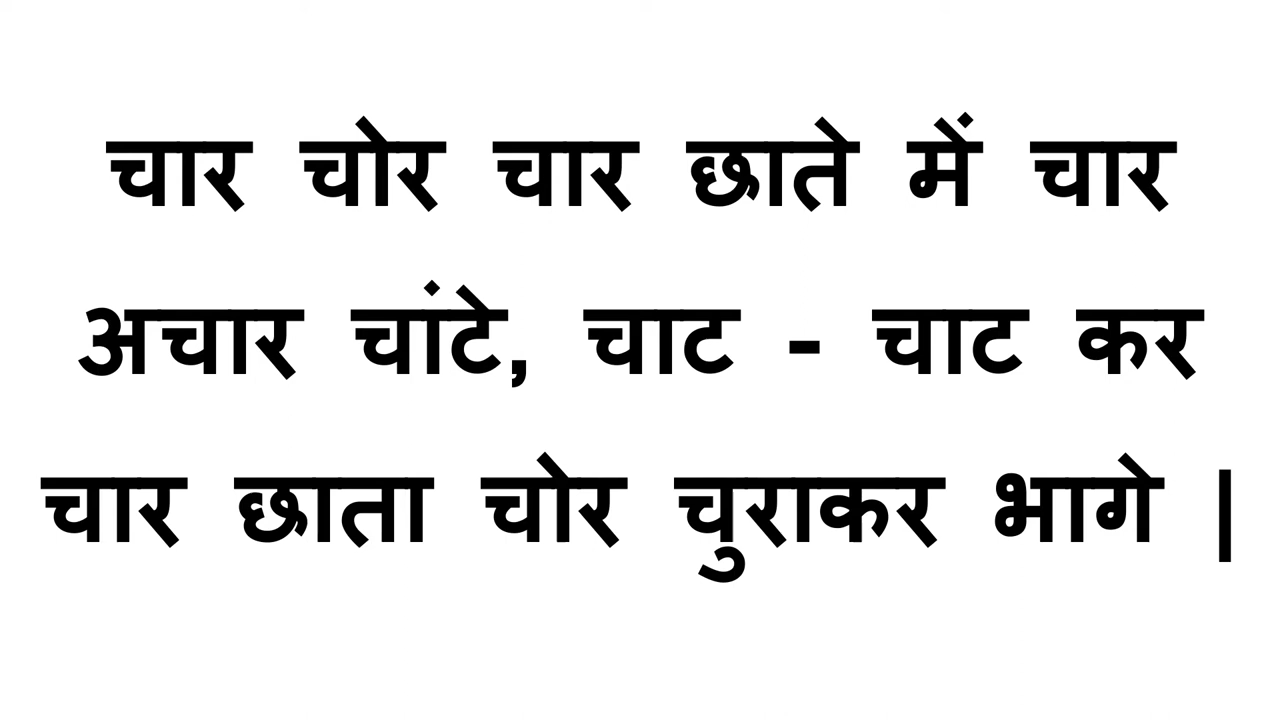 चार चोर चार छाते में चार
अचार चांटे, चाट - चाट कर
चार छाता चोर चुराकर भागे |